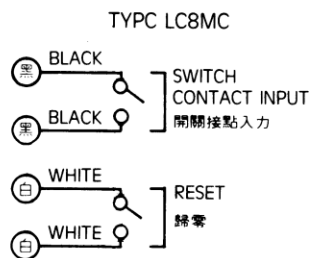 TYPC LC8MC
黑 BLACK
黑 BLACK
SWITCH
CONTACT INPUT
開關接點入力
白 WHITE
白 WHITE
RESET
歸零